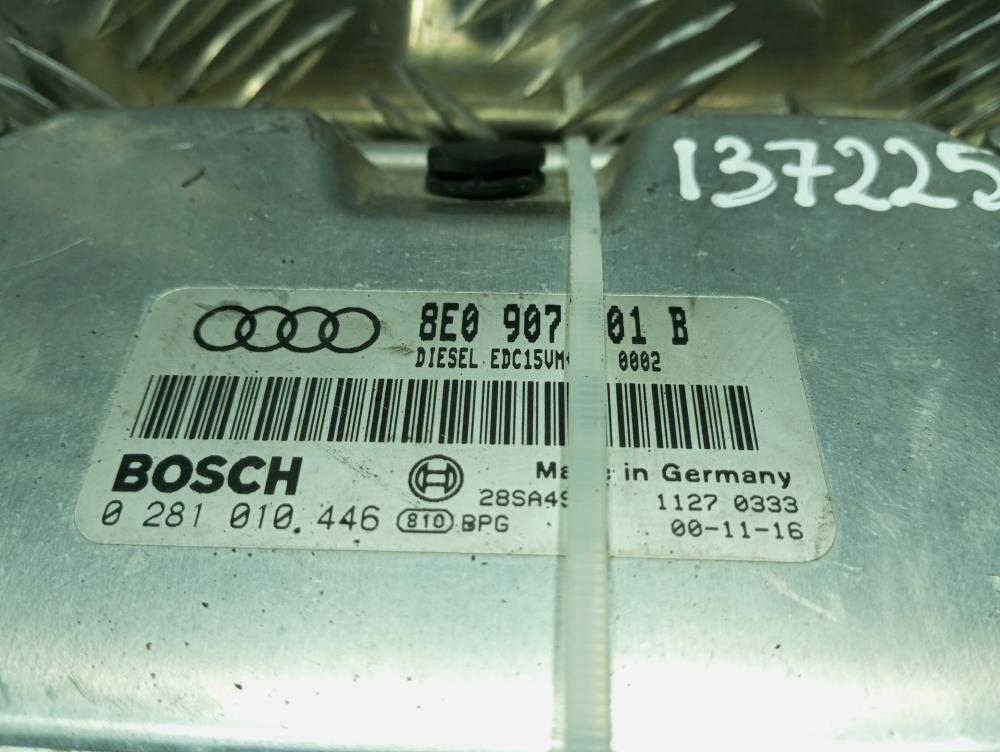 137225
8E0 907 01 B
DIESEL EDC15VM 0002
BOSCH
Made in Germany
28SA4 1127 0333
0 281 010 446 810 BPG 00-11-16